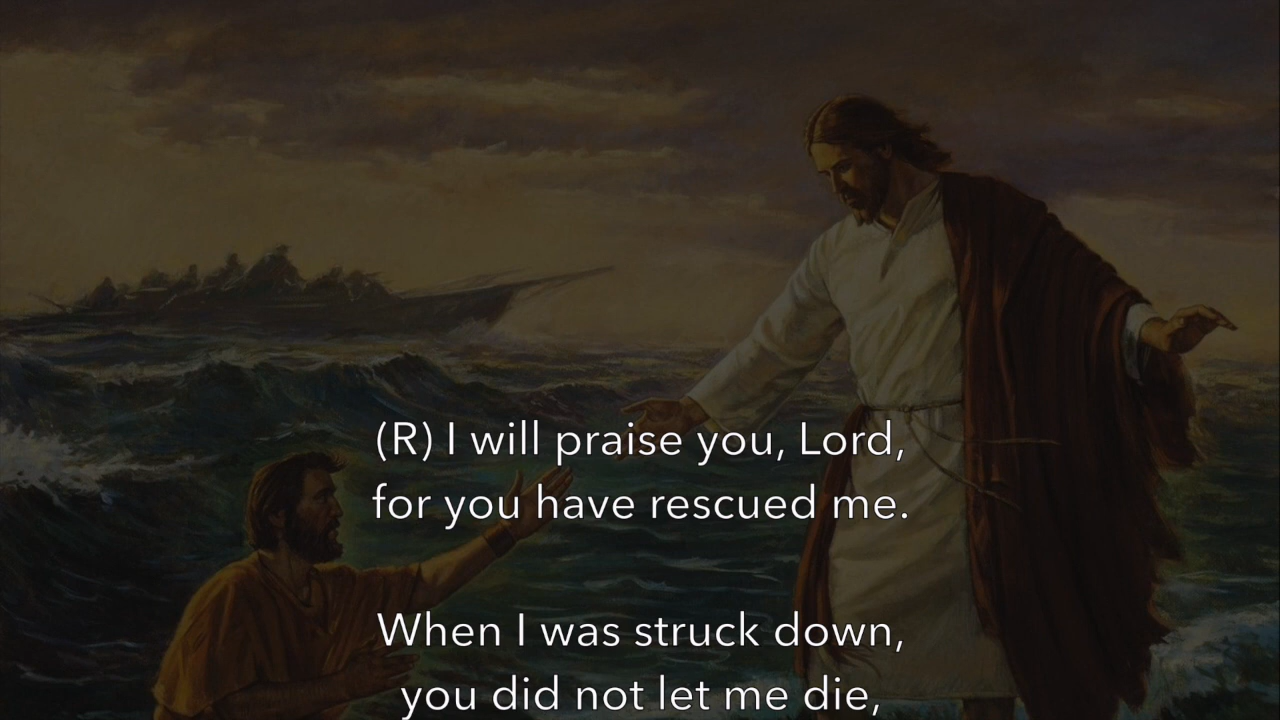 (R) I will praise you, Lord,
for you have rescued me.
When I was struck down,
you did not let me die,